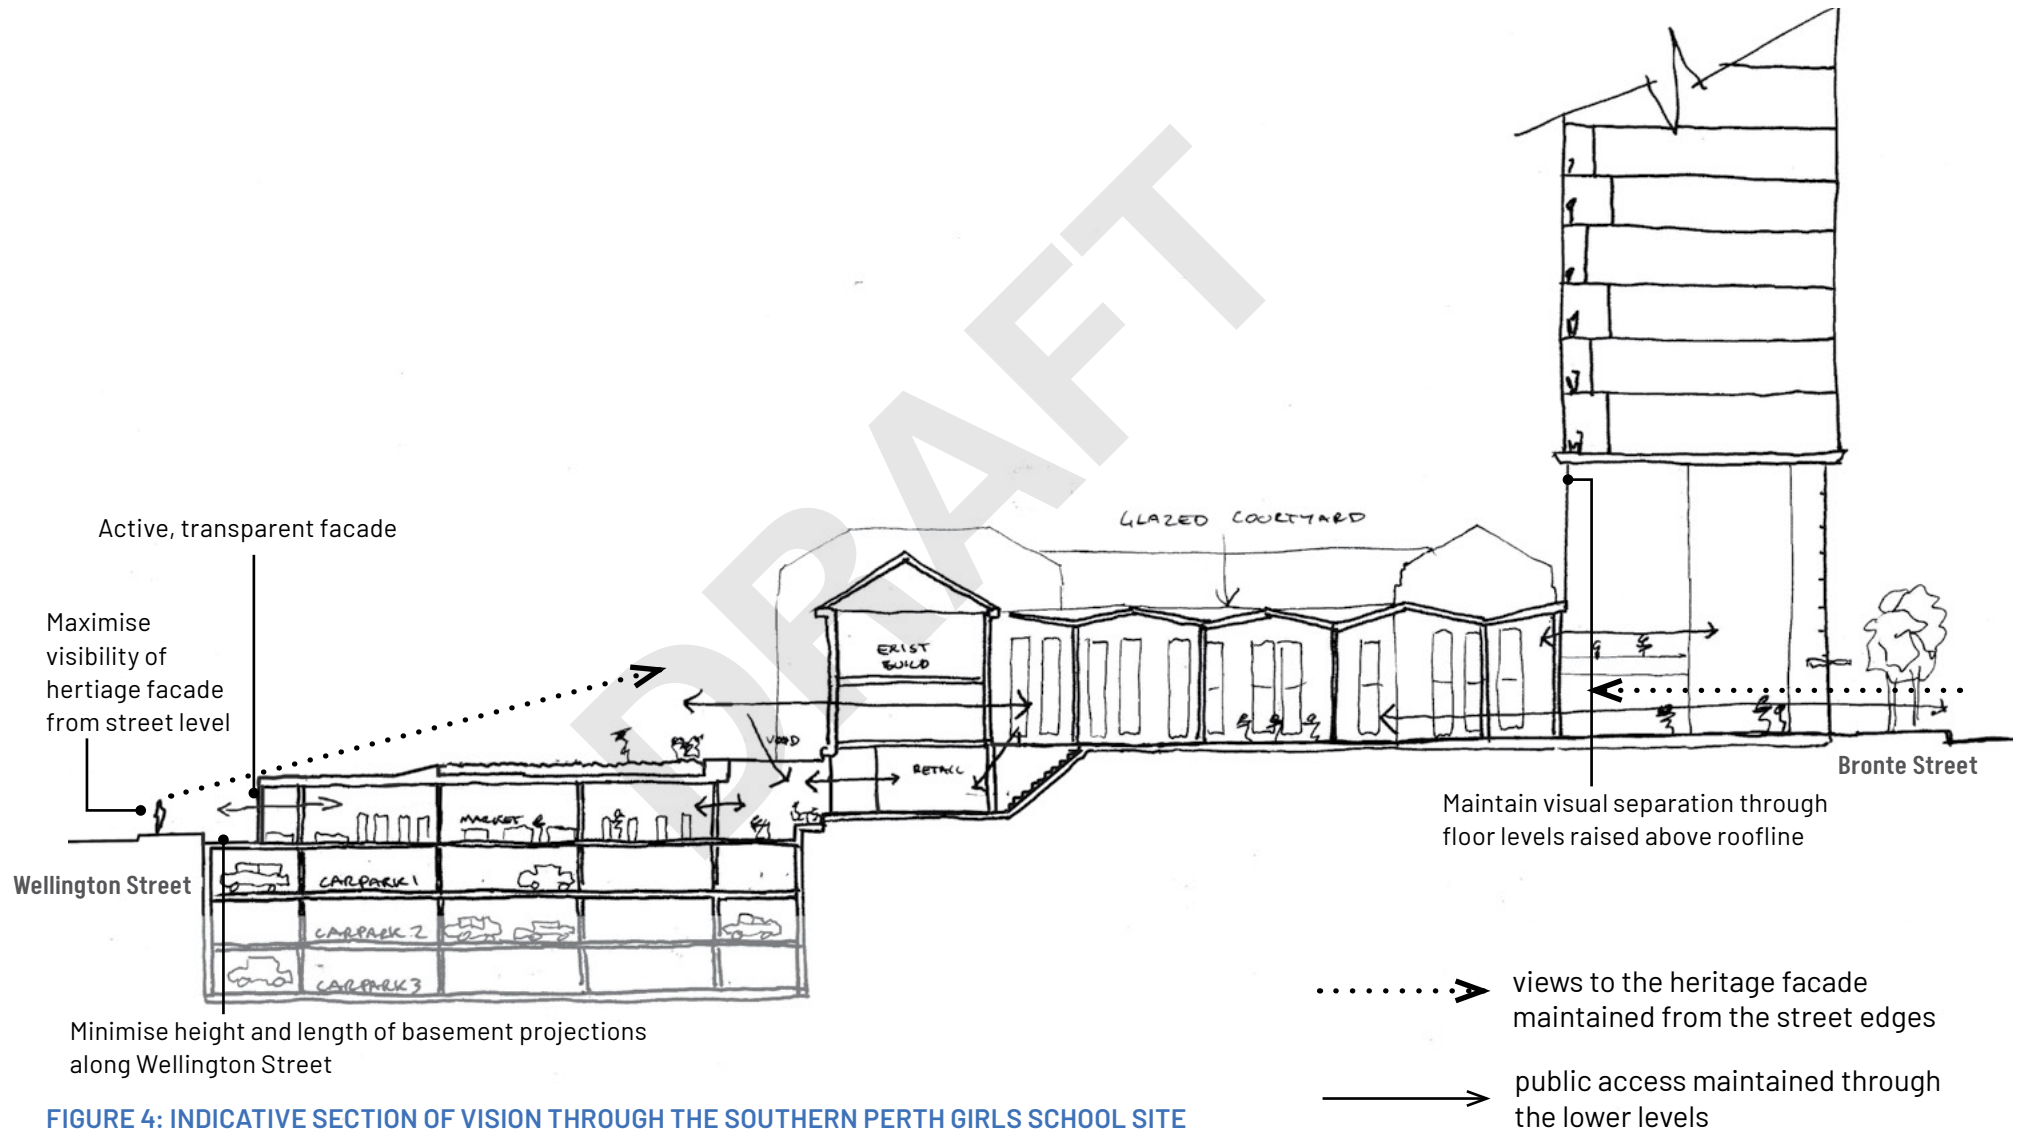 GLAZED COURTYARD
Active, transparent facade
Maximise
visibility of
hertiage facade
from street level
EXIST
BUILD
VOID
RETAIL
MARKET
Bronte Street
Maintain visual separation through
floor levels raised above roofline
Wellington Street
CARPARK 1
CARPARK 2
CARPARK 3
Minimise height and length of basement projections
along Wellington Street
views to the heritage facade
maintained from the street edges
public access maintained through
the lower levels
FIGURE 4: INDICATIVE SECTION OF VISION THROUGH THE SOUTHERN PERTH GIRLS SCHOOL SITE
DRAFT